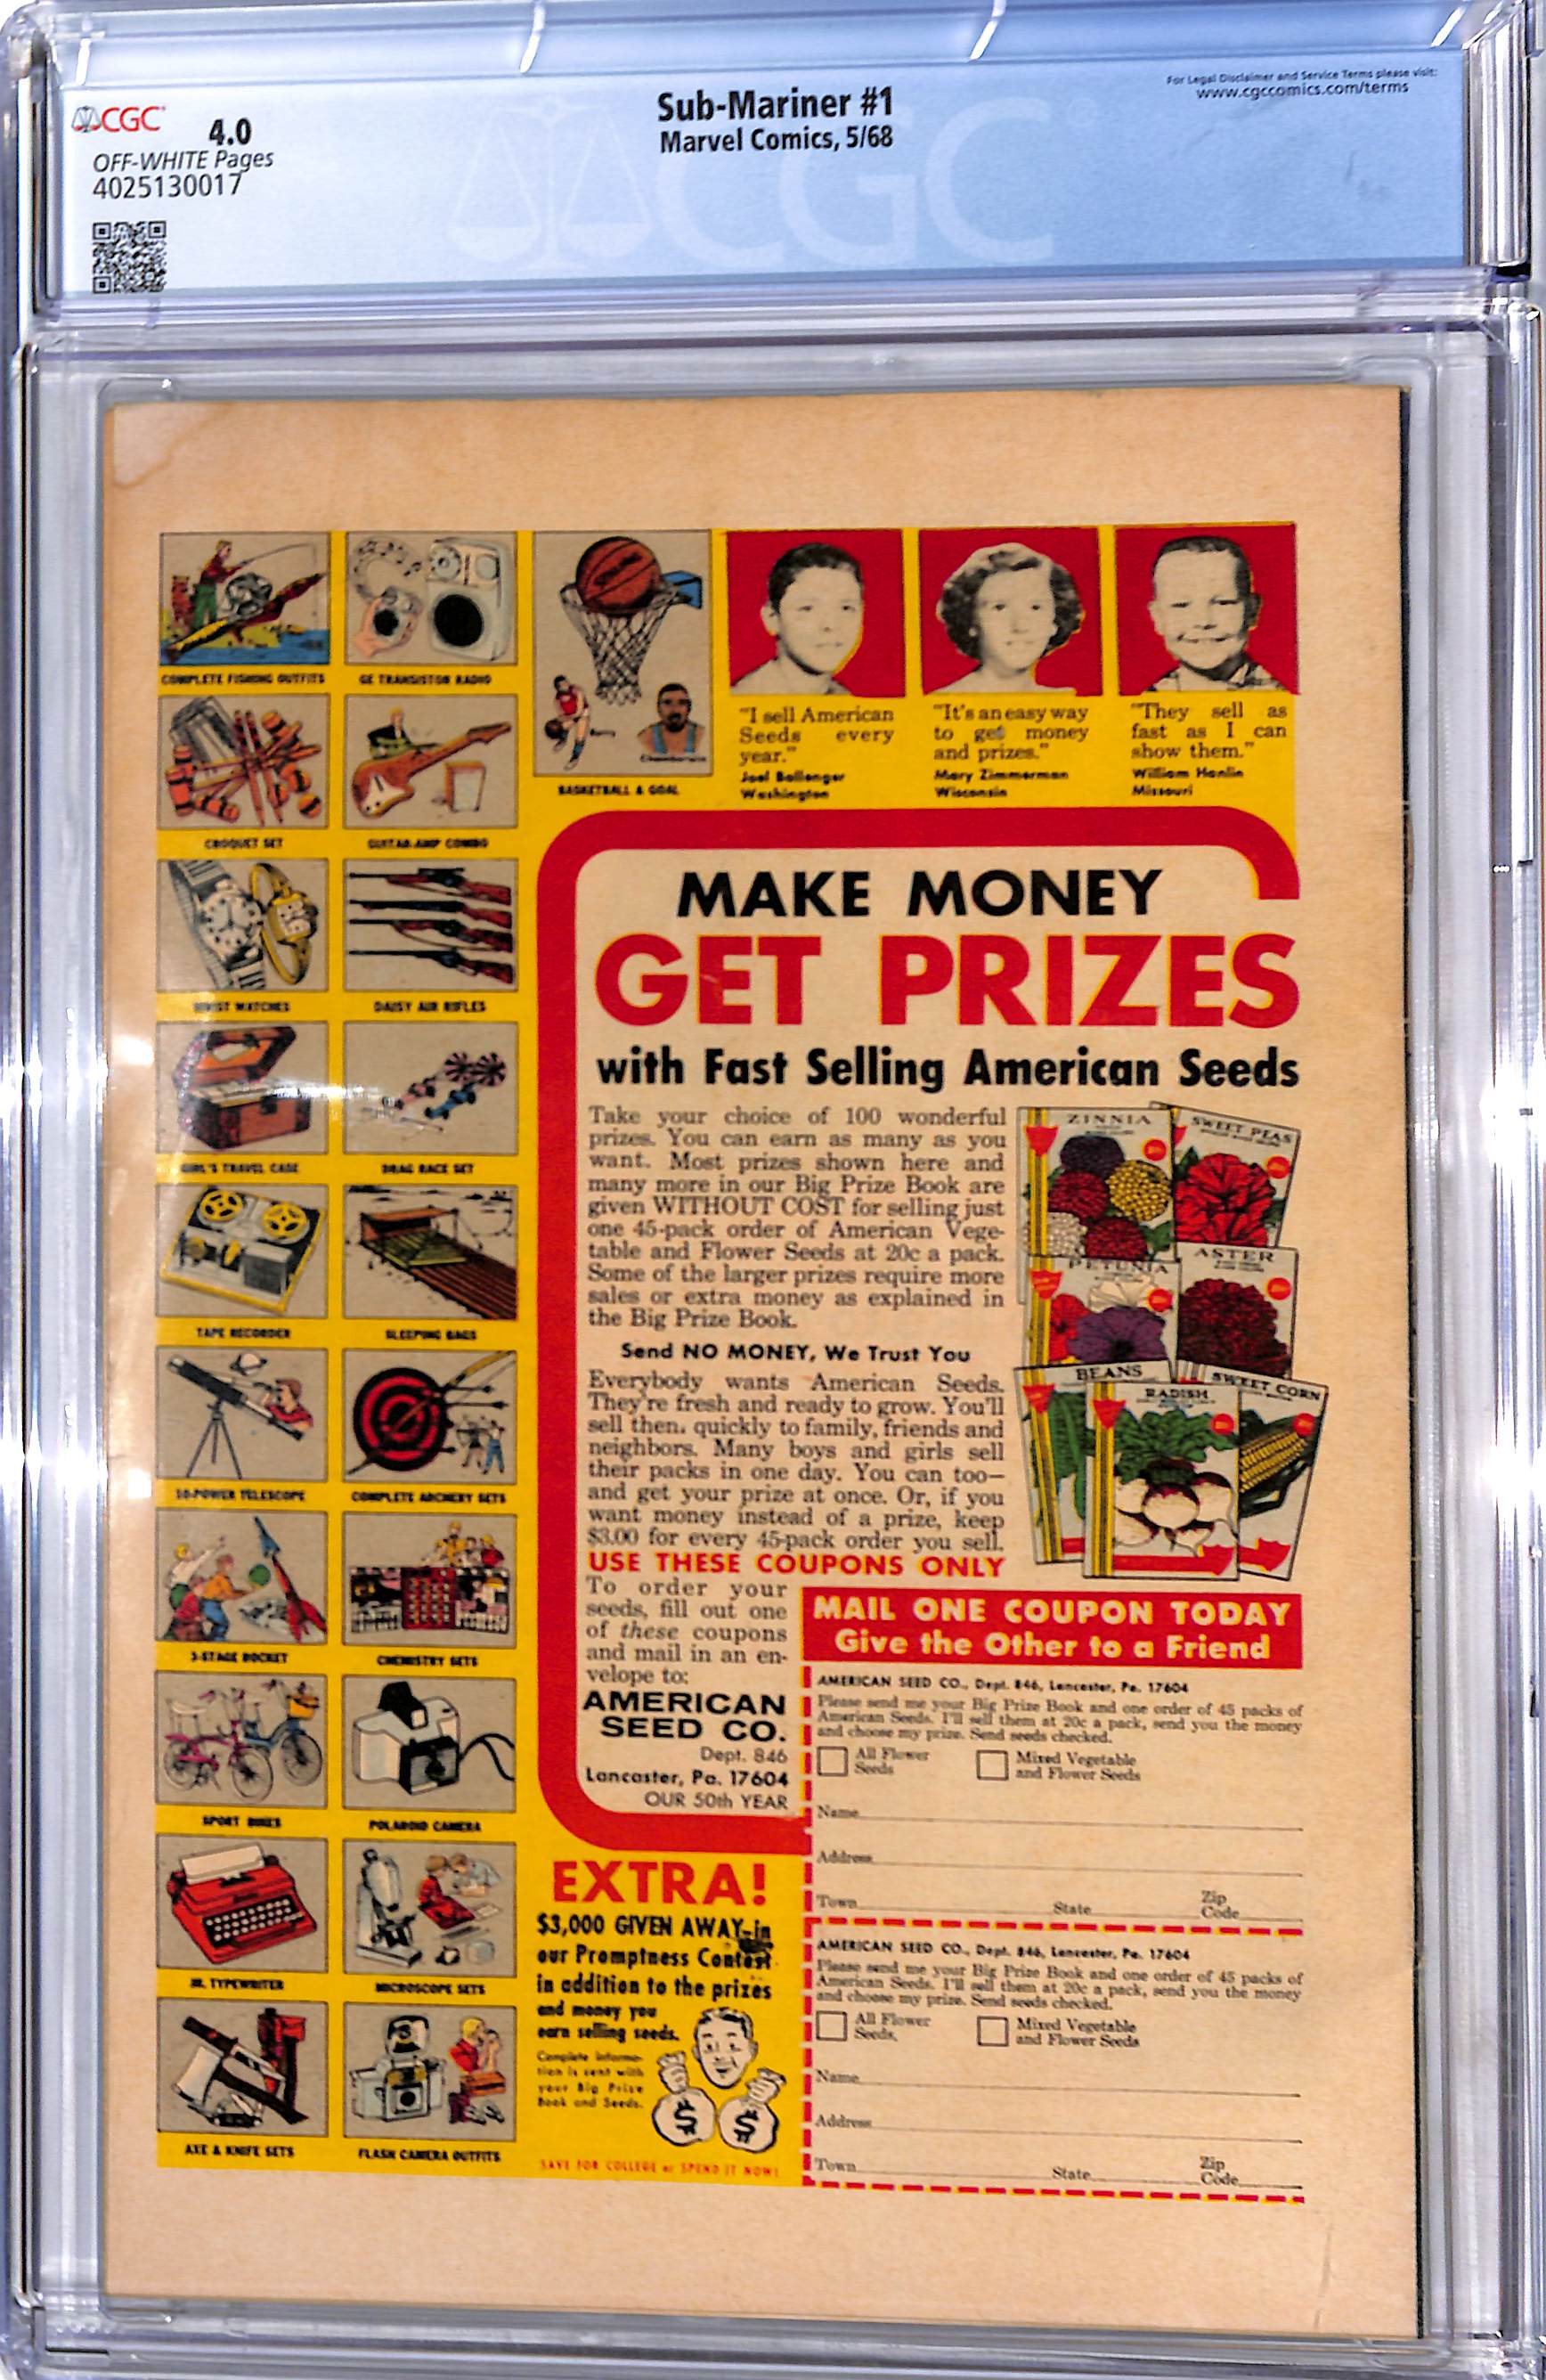 For Legal Disclaimer and Service Terms please visit:
www.cgccomics.com/terms
CGC
4.0
OFF-WHITE Pages
4025130017
Sub-Mariner #1
Marvel Comics, 5/68
CGC
COMPLETE FISHING OUTFITS
GE TRANSISTOR RADIO
CROQUET SET
GUITAR-AMP COMBO
WRIST WATCHES
DAISY AIR RIFLES
GIRL'S TRAVEL CASE
DRAG RACE SET
TAPE RECORDER
SLEEPING BAGS
10-POWER TELESCOPE
COMPLETE ARCHERY SETS
3-STAGE ROCKET
CHEMISTRY SETS
SPORT BIKES
POLAROID CAMERA
JR. TYPEWRITER
MICROSCOPE SETS
AXE & KNIFE SETS
FLASH CAMERA OUTFITS
Chamberlain
BASKETBALL & GOAL
"I sell American
Seeds every
year."
Joel Ballenger
Washington
"It's an easy way
to get money
and prizes."
Mary Zimmerman
Wisconsin
"They sell as
fast as I can
show them."
William Hanlin
Missouri
MAKE MONEY
GET PRIZES
with Fast Selling American Seeds
Take your choice of 100 wonderful
prizes. You can earn as many as you
want. Most prizes shown here and
many more in our Big Prize Book are
given WITHOUT COST for selling just
one 45-pack order of American Vege-
table and Flower Seeds at 20c a pack.
Some of the larger prizes require more
sales or extra money as explained in
the Big Prize Book.
Send NO MONEY, We Trust You
Everybody wants American Seeds.
They're fresh and ready to grow. You'll
sell then. quickly to family, friends and
neighbors. Many boys and girls sell
their packs in one day. You can too—
and get your prize at once. Or, if you
want money instead of a prize, keep
$3.00 for every 45-pack order you sell.
USE THESE COUPONS ONLY
To order your
seeds, fill out one
of these coupons
and mail in an en-
velope to:
AMERICAN
SEED CO.
Dept. 846
Lancaster, Pa. 17604
OUR 50th YEAR
ZINNIA
SWEET PEAS
PETUNIA
ASTER
BEANS
RADISH
SWEET CORN
MAIL ONE COUPON TODAY
Give the Other to a Friend
AMERICAN SEED CO., Dept. 846, Lancaster, Pa. 17604
Please send me your Big Prize Book and one order of 45 packs of
American Seeds. I'll sell them at 20c a pack, send you the money
and choose my prize. Send seeds checked.
All Flower
Seeds
Mixed Vegetable
and Flower Seeds
Name
Address
Town State Zip
Code
AMERICAN SEED CO., Dept. 846, Lancaster, Pa. 17604
Please send me your Big Prize Book and one order of 45 packs of
American Seeds. I'll sell them at 20c a pack, send you the money
and choose my prize. Send seeds checked.
All Flower
Seeds,
Mixed Vegetable
and Flower Seeds
Name
Address
Town State Zip
Code
EXTRA!
$3,000 GIVEN AWAY-in
our Promptness Contest
in addition to the prizes
and money you
earn selling seeds.
Complete informa-
tion is sent with
your Big Prize
Book and Seeds.
$ $
SAVE FOR COLLEGE or SPEND IT NOW!